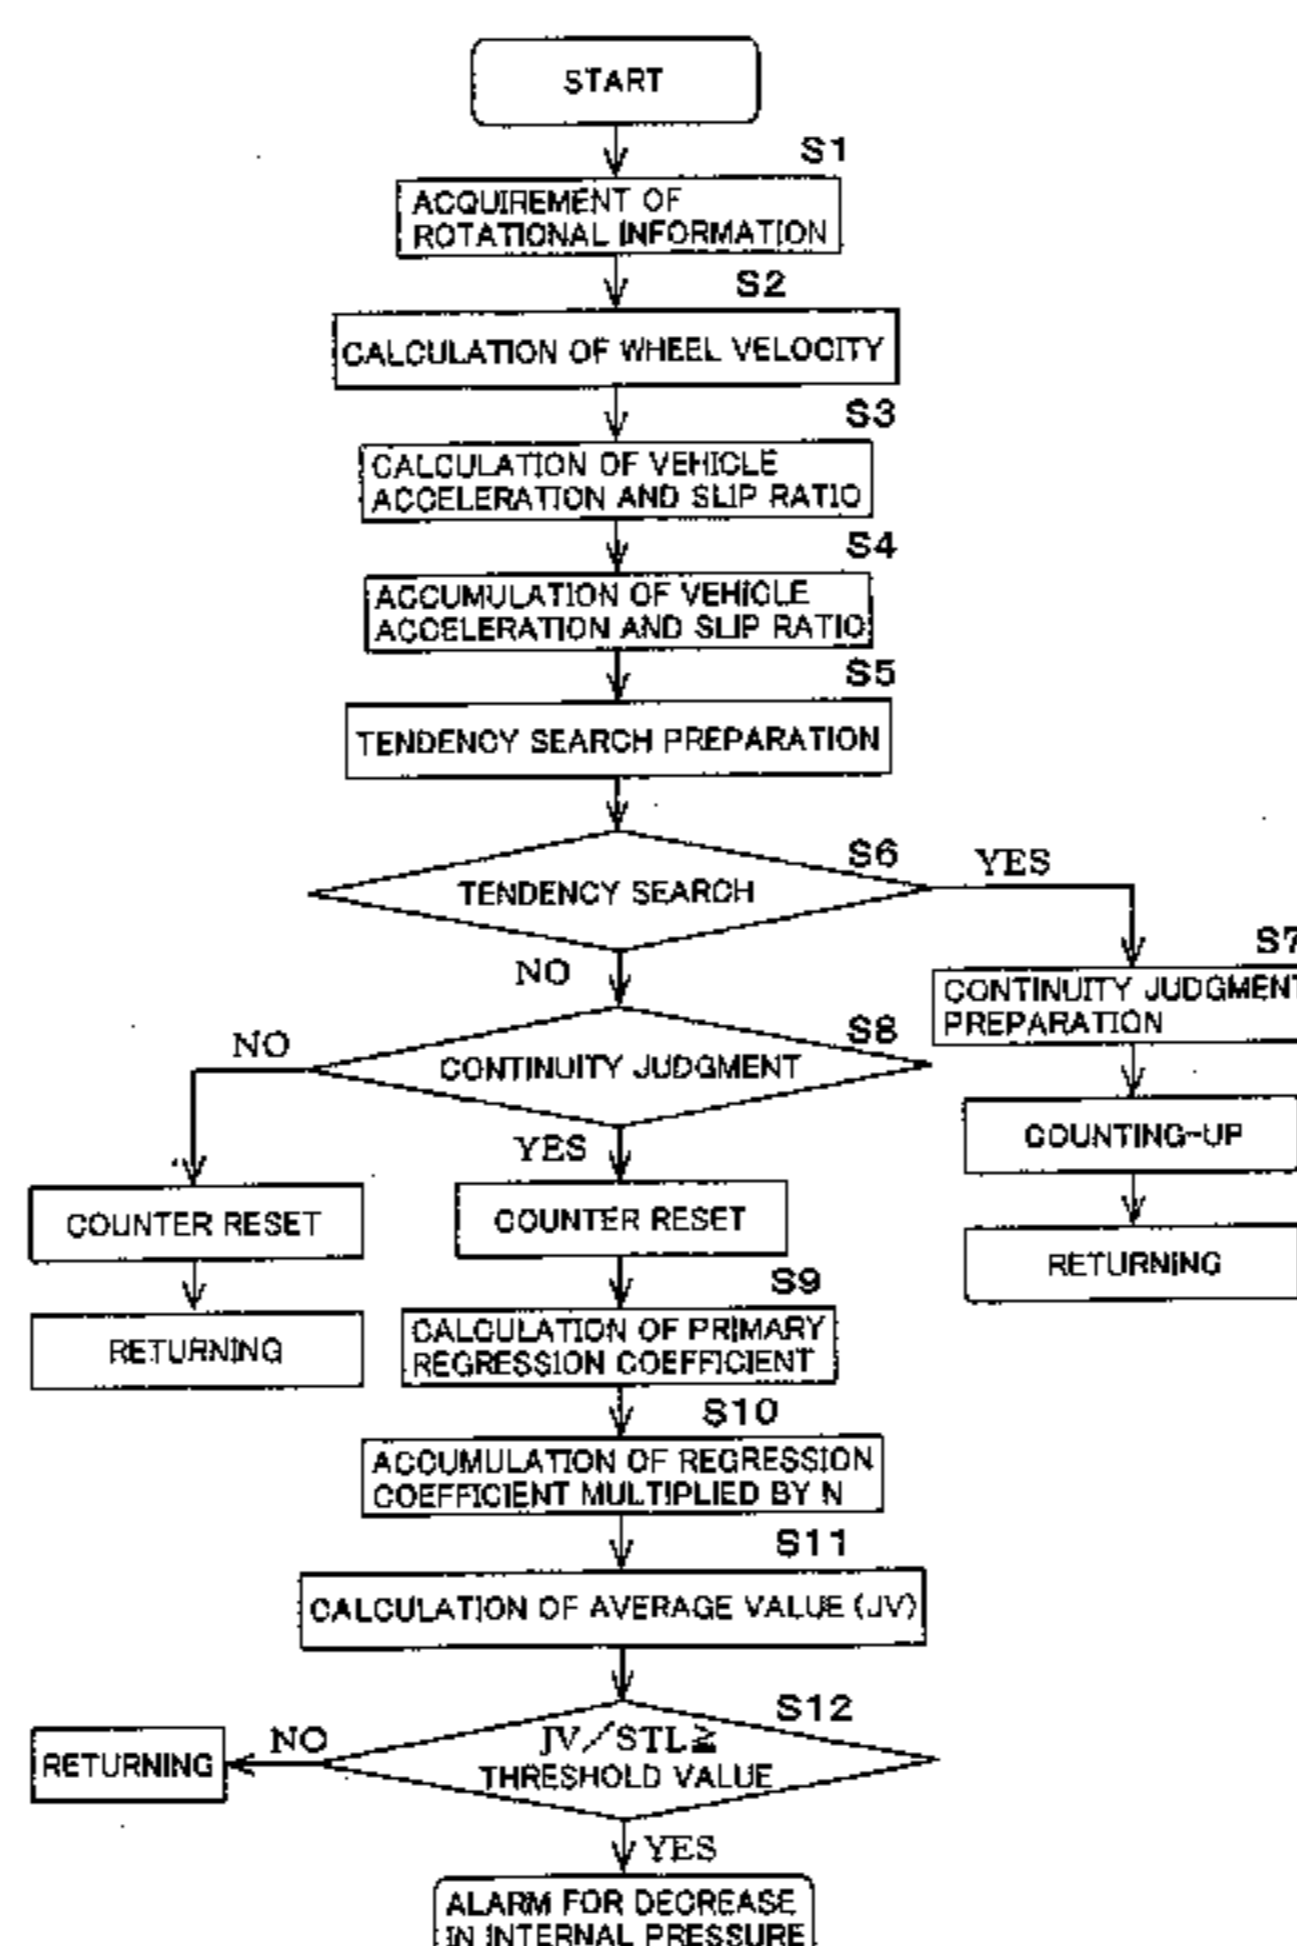 START
S1
ACQUIREMENT OF
ROTATIONAL INFORMATION
S2
CALCULATION OF WHEEL VELOCITY
S3
CALCULATION OF VEHICLE
ACCELERATION AND SLIP RATIO
S4
ACCUMULATION OF VEHICLE
ACCELERATION AND SLIP RATIO
S5
TENDENCY SEARCH PREPARATION
S6
TENDENCY SEARCH
YES
NO
S7
CONTINUITY JUDGMENT
PREPARATION
COUNTING-UP
RETURNING
S8
CONTINUITY JUDGMENT
NO
COUNTER RESET
RETURNING
YES
COUNTER RESET
S9
CALCULATION OF PRIMARY
REGRESSION COEFFICIENT
S10
ACCUMULATION OF REGRESSION
COEFFICIENT MULTIPLIED BY N
S11
CALCULATION OF AVERAGE VALUE (JV)
S12
JV/STL≧
THRESHOLD VALUE
NO
RETURNING
YES
ALARM FOR DECREASE
IN INTERNAL PRESSURE